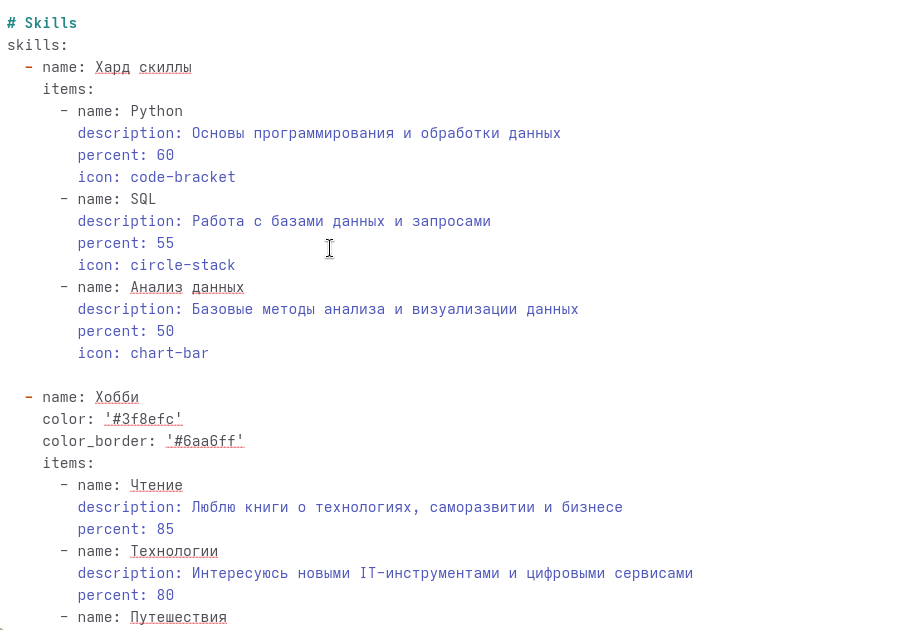 # Skills
skills:
  - name: Хард скиллы
    items:
      - name: Python
        description: Основы программирования и обработки данных
        percent: 60
        icon: code-bracket
      - name: SQL
        description: Работа с базами данных и запросами
        percent: 55
        icon: circle-stack
      - name: Анализ данных
        description: Базовые методы анализа и визуализации данных
        percent: 50
        icon: chart-bar

  - name: Хобби
    color: '#3f8efc'
    color_border: '#6aa6ff'
    items:
      - name: Чтение
        description: Люблю книги о технологиях, саморазвитии и бизнесе
        percent: 85
      - name: Технологии
        description: Интересуюсь новыми IT-инструментами и цифровыми сервисами
        percent: 80
      - name: Путешествия